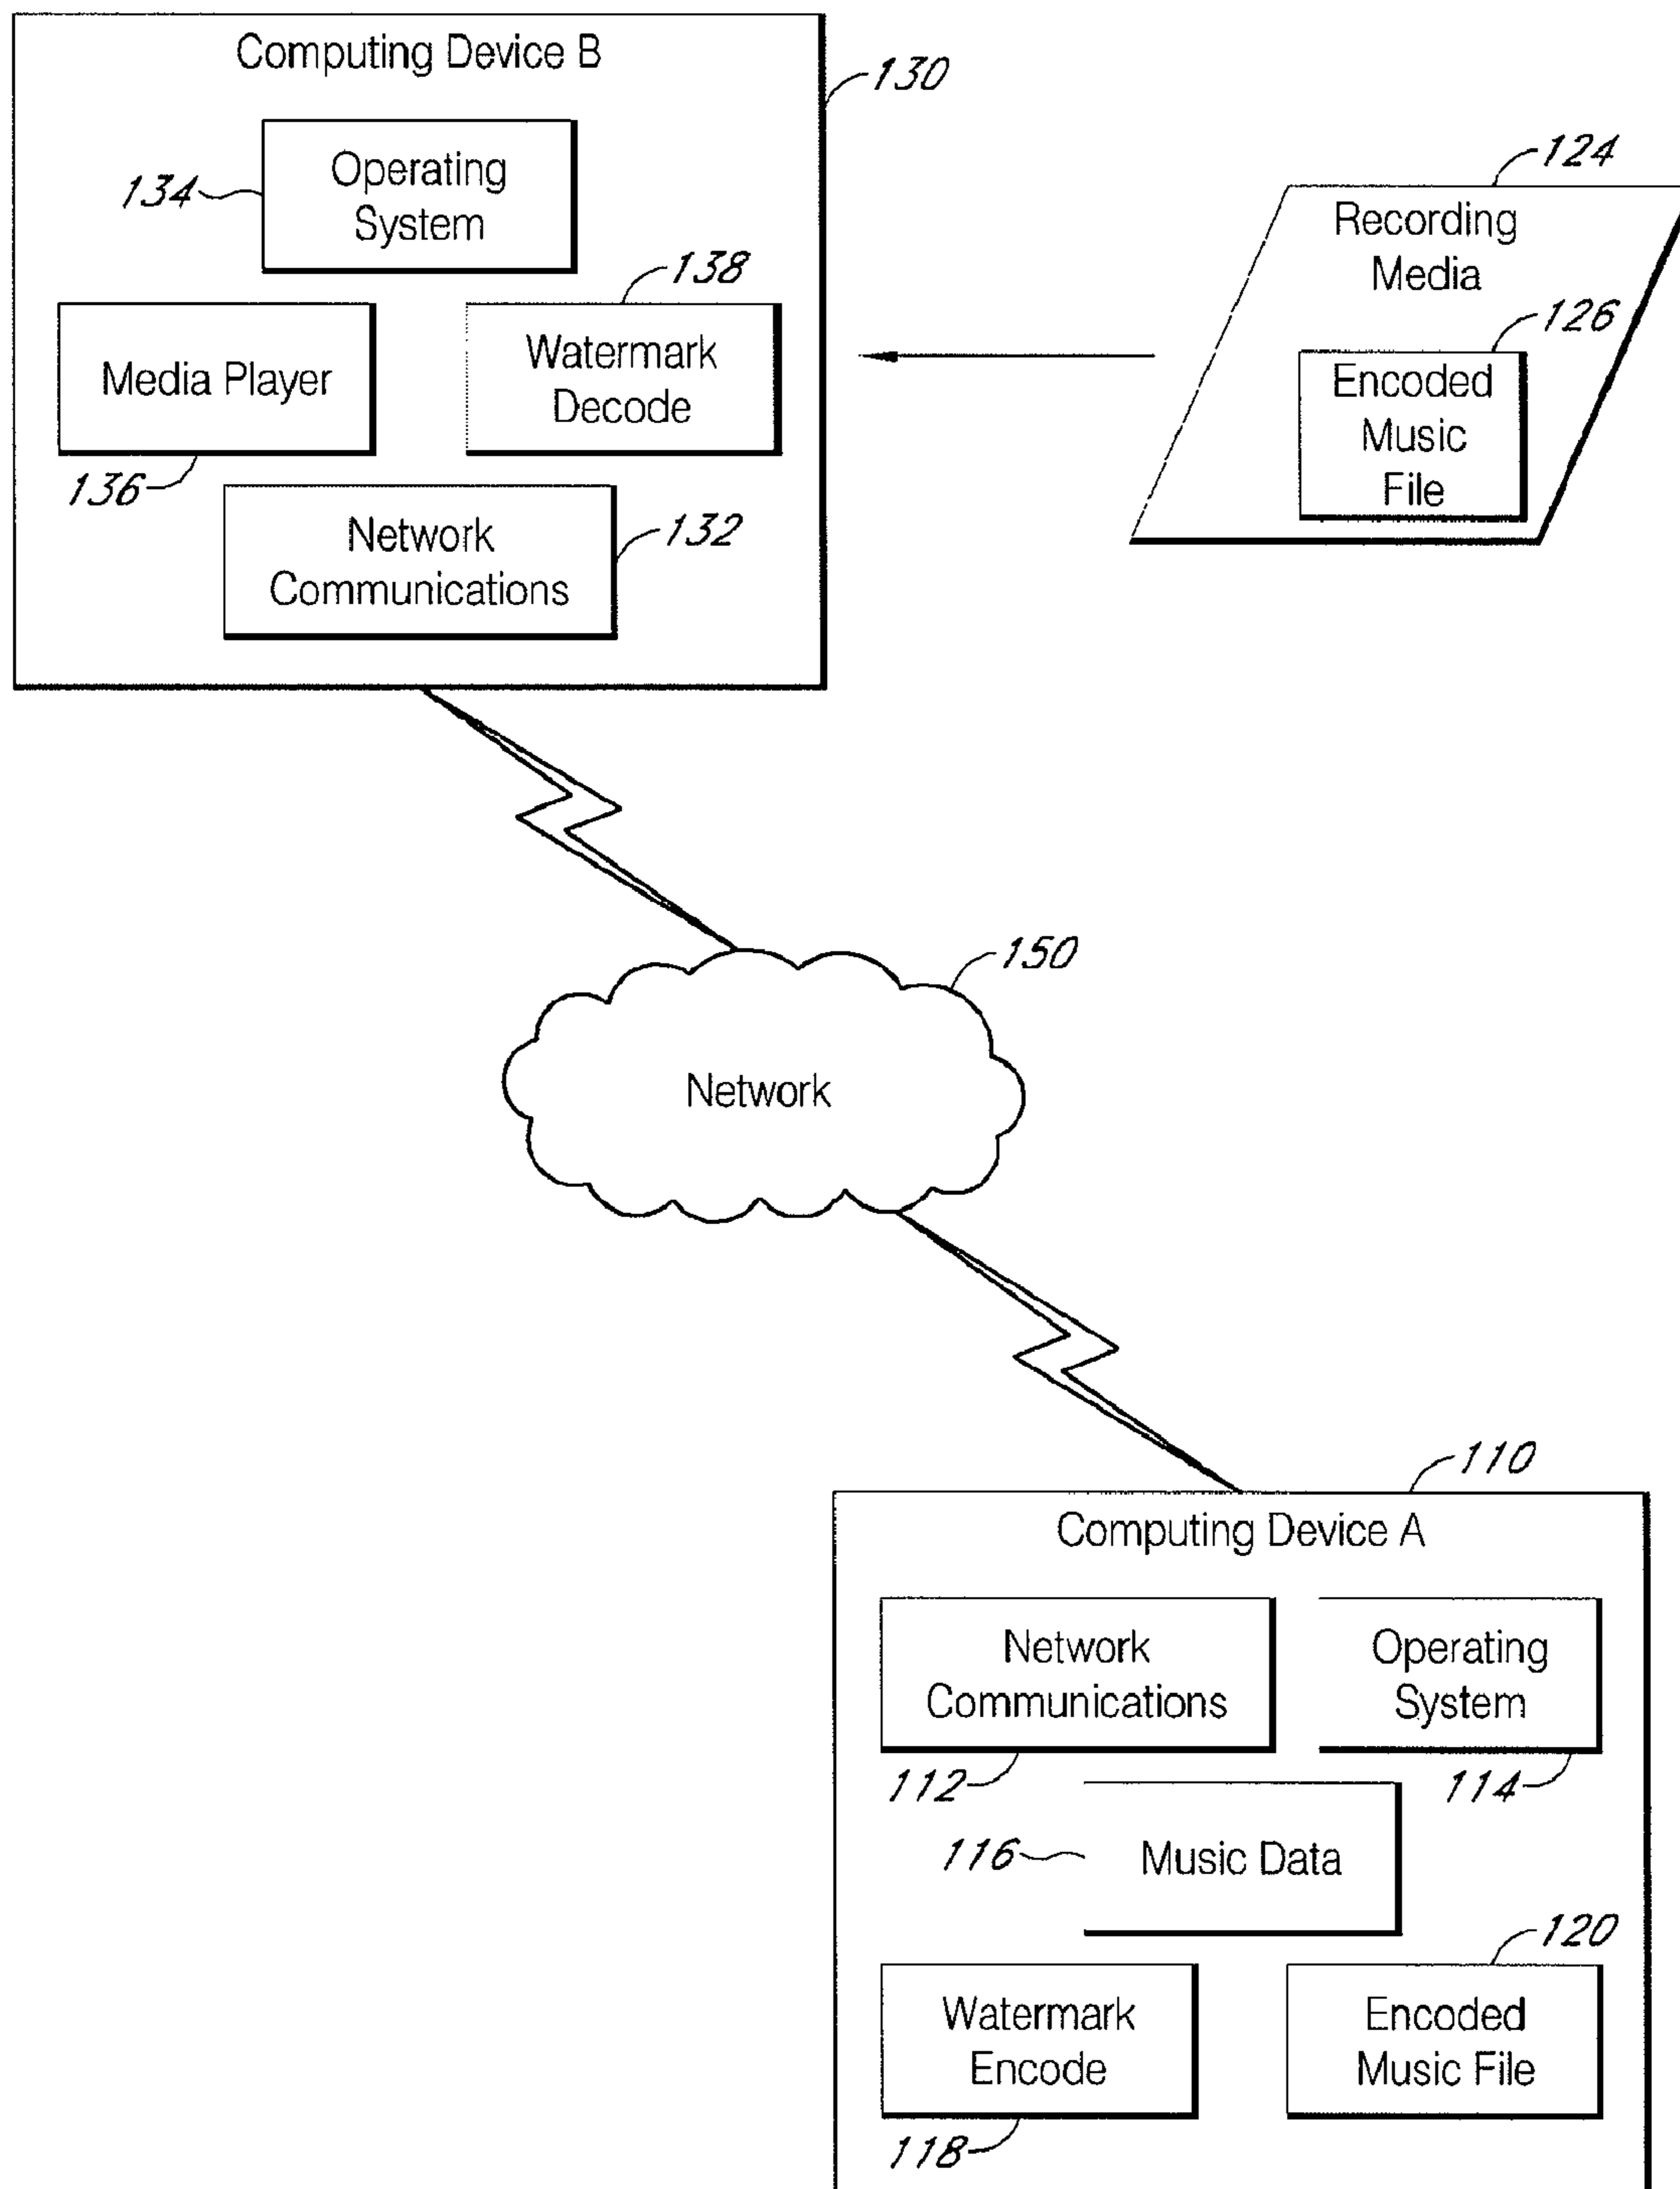 Computing Device B
130
Operating
System
134
138
Media Player
136
Watermark
Decode
Network
Communications
132
124
Recording
Media
126
Encoded
Music
File
150
Network
110
Computing Device A
Network
Communications
112
Operating
System
114
116
Music Data
120
Watermark
Encode
118
Encoded
Music File